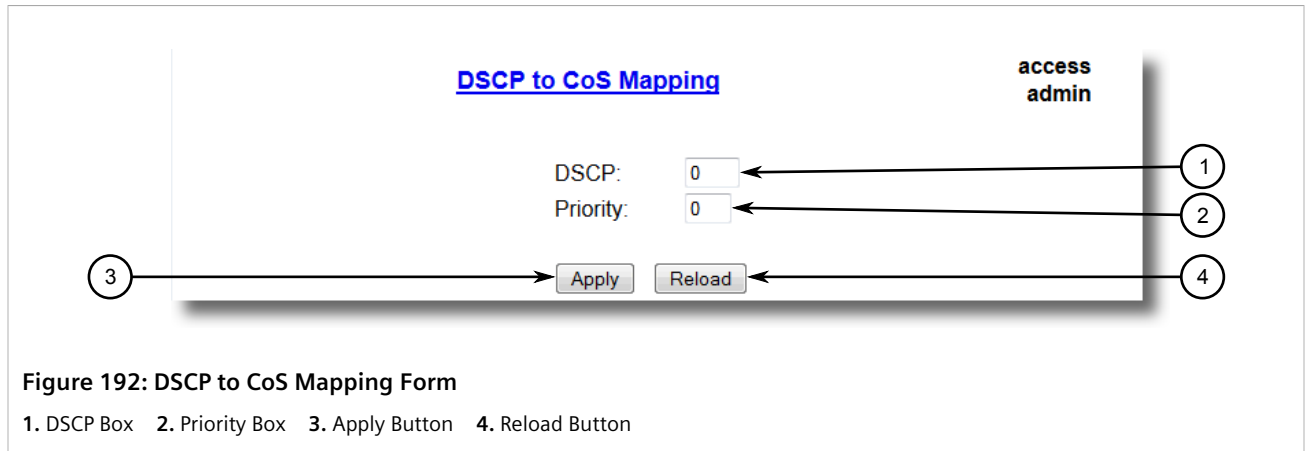 DSCP to CoS Mapping
access
admin
DSCP: 0 1
Priority: 0 2
3 Apply Reload 4
Figure 192: DSCP to CoS Mapping Form
1. DSCP Box 2. Priority Box 3. Apply Button 4. Reload Button